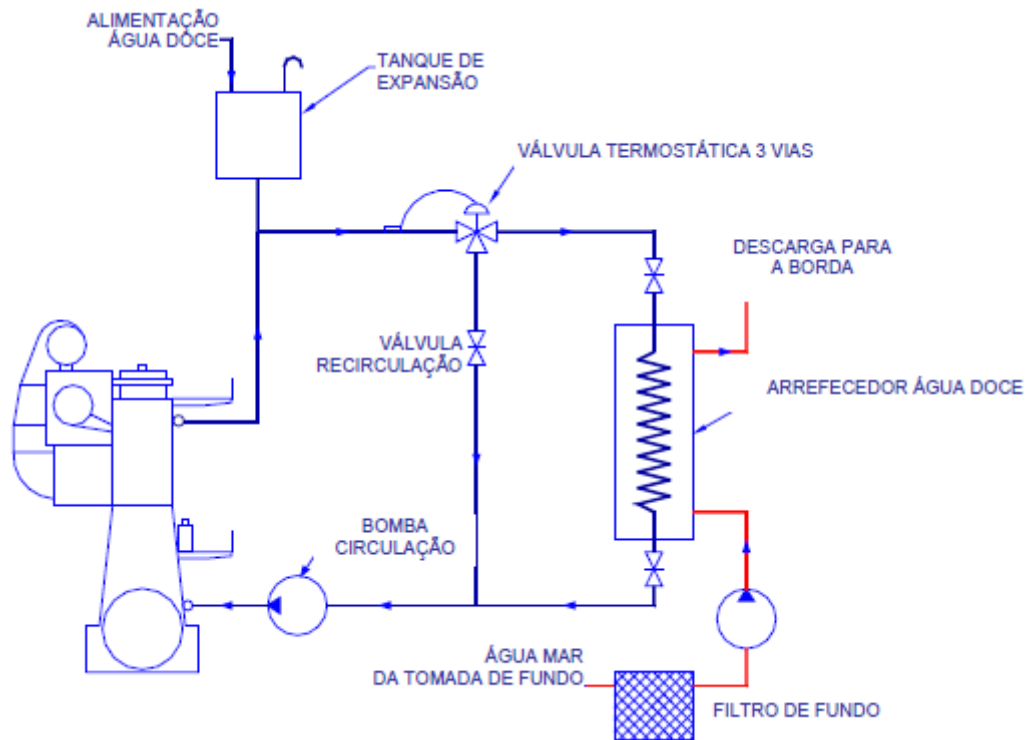 ALIMENTAÇÃO
ÁGUA DOCE
TANQUE DE
EXPANSÃO
VÁLVULA TERMOSTÁTICA 3 VIAS
DESCARGA PARA
A BORDA
VÁLVULA
RECIRCULAÇÃO
ARREFECEDOR ÁGUA DOCE
BOMBA
CIRCULAÇÃO
ÁGUA MAR
DA TOMADA DE FUNDO
FILTRO DE FUNDO